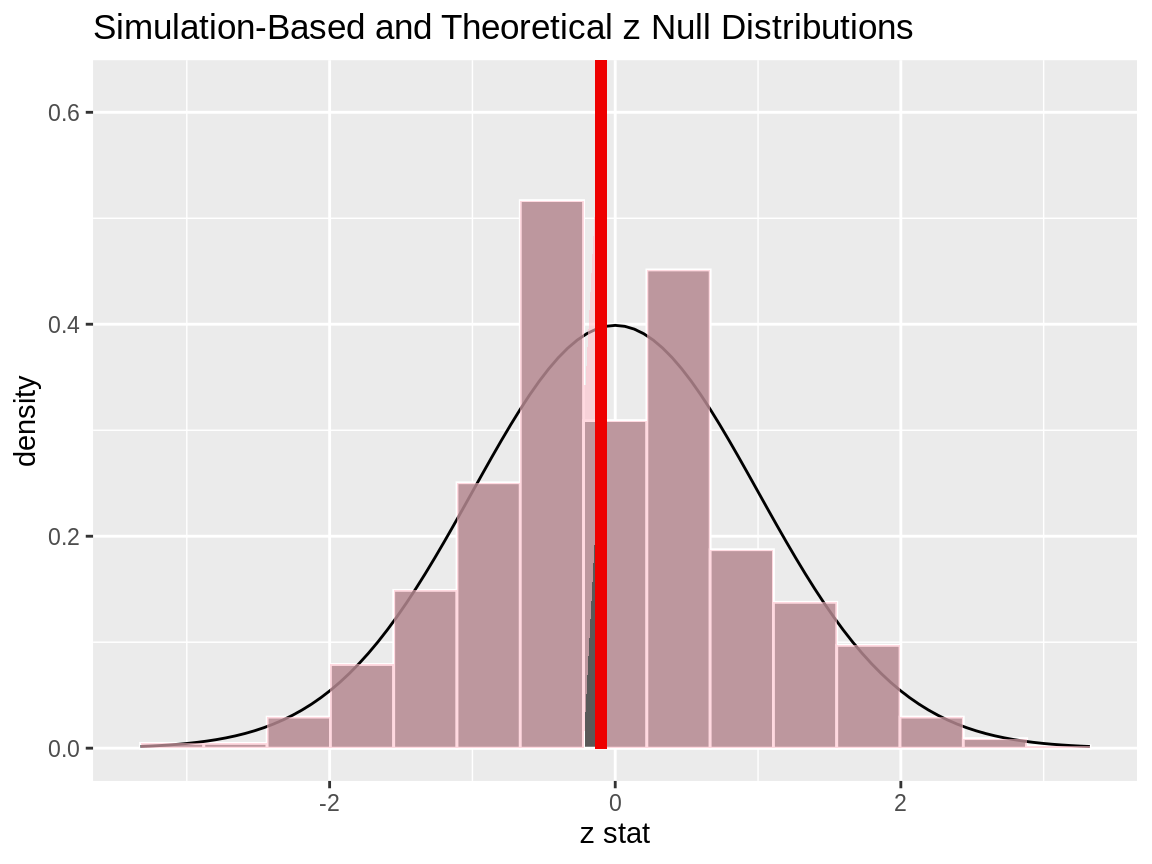 Simulation-Based and Theoretical z Null Distributions
0.6
0.4
0.2
0.0
density
-2 0 2
z stat